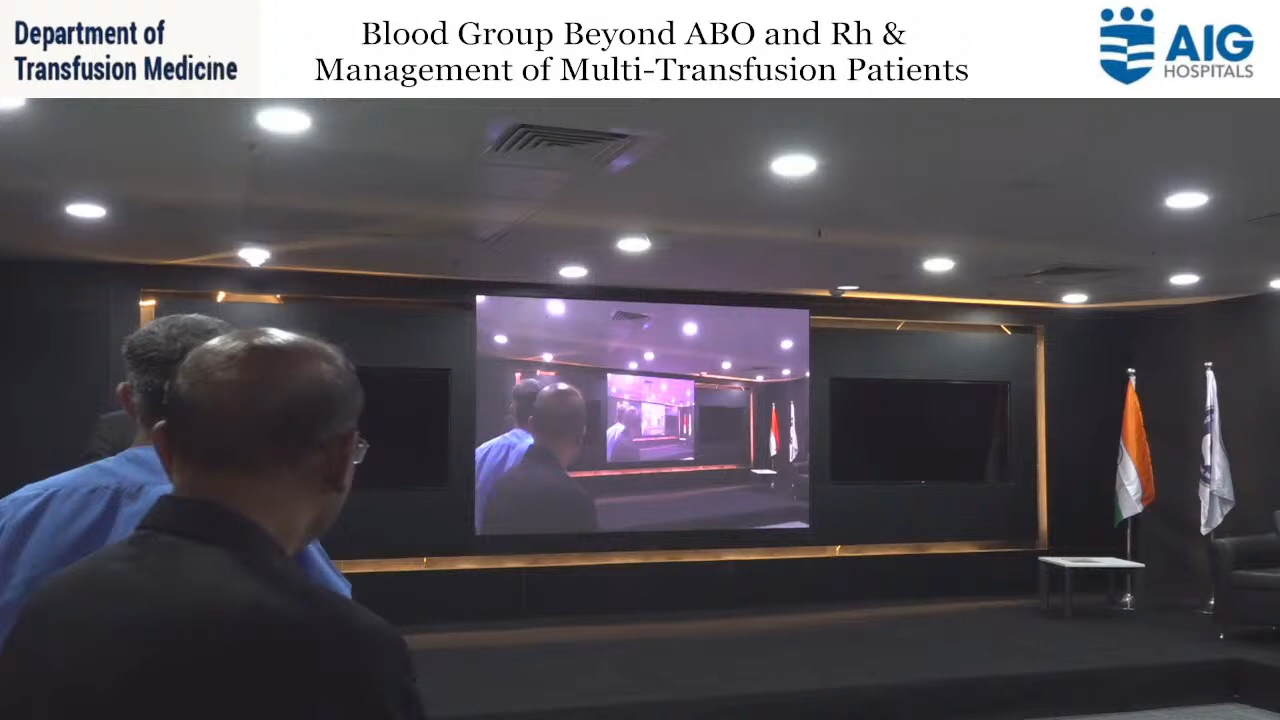 Department of
Transfusion Medicine
Blood Group Beyond ABO and Rh &
Management of Multi-Transfusion Patients
AIG
HOSPITALS